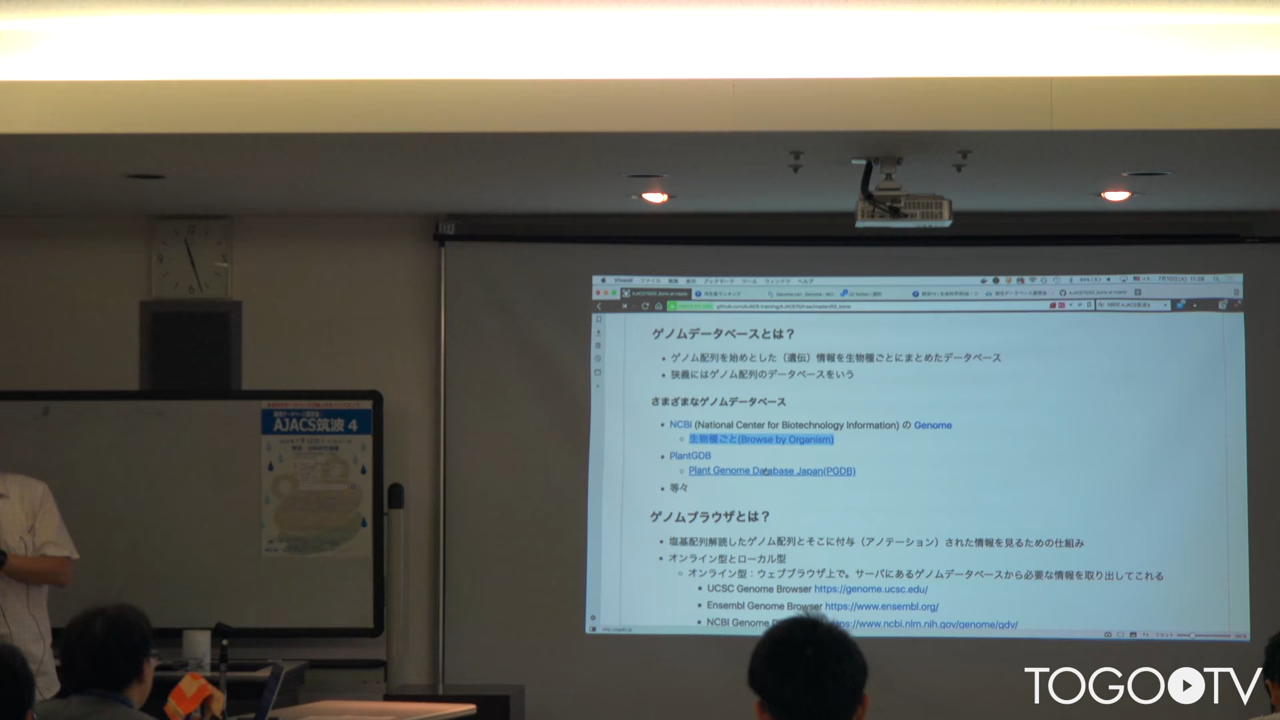 ゲノムデータベースとは？
ゲノム配列を始めとした（遺伝）情報を生物種ごとにまとめたデータベース
狭義にはゲノム配列のデータベースをいう
さまざまなゲノムデータベース
NCBI (National Center for Biotechnology Information) の Genome
生物種ごと(Browse by Organism)
PlantGDB
Plant Genome Database Japan(PGDB)
等々
ゲノムブラウザとは？
塩基配列解読したゲノム配列とそこに付与（アノテーション）された情報を見るための仕組み
オンライン型とローカル型
オンライン型：ウェブブラウザ上で。サーバにあるゲノムデータベースから必要な情報を取り出してこれる
UCSC Genome Browser https://genome.ucsc.edu/
Ensembl Genome Browser https://www.ensembl.org/
NCBI Genome
www.ncbi.nlm.nih.gov/genome/gdv/
AJACS筑波 4
TOGO TV